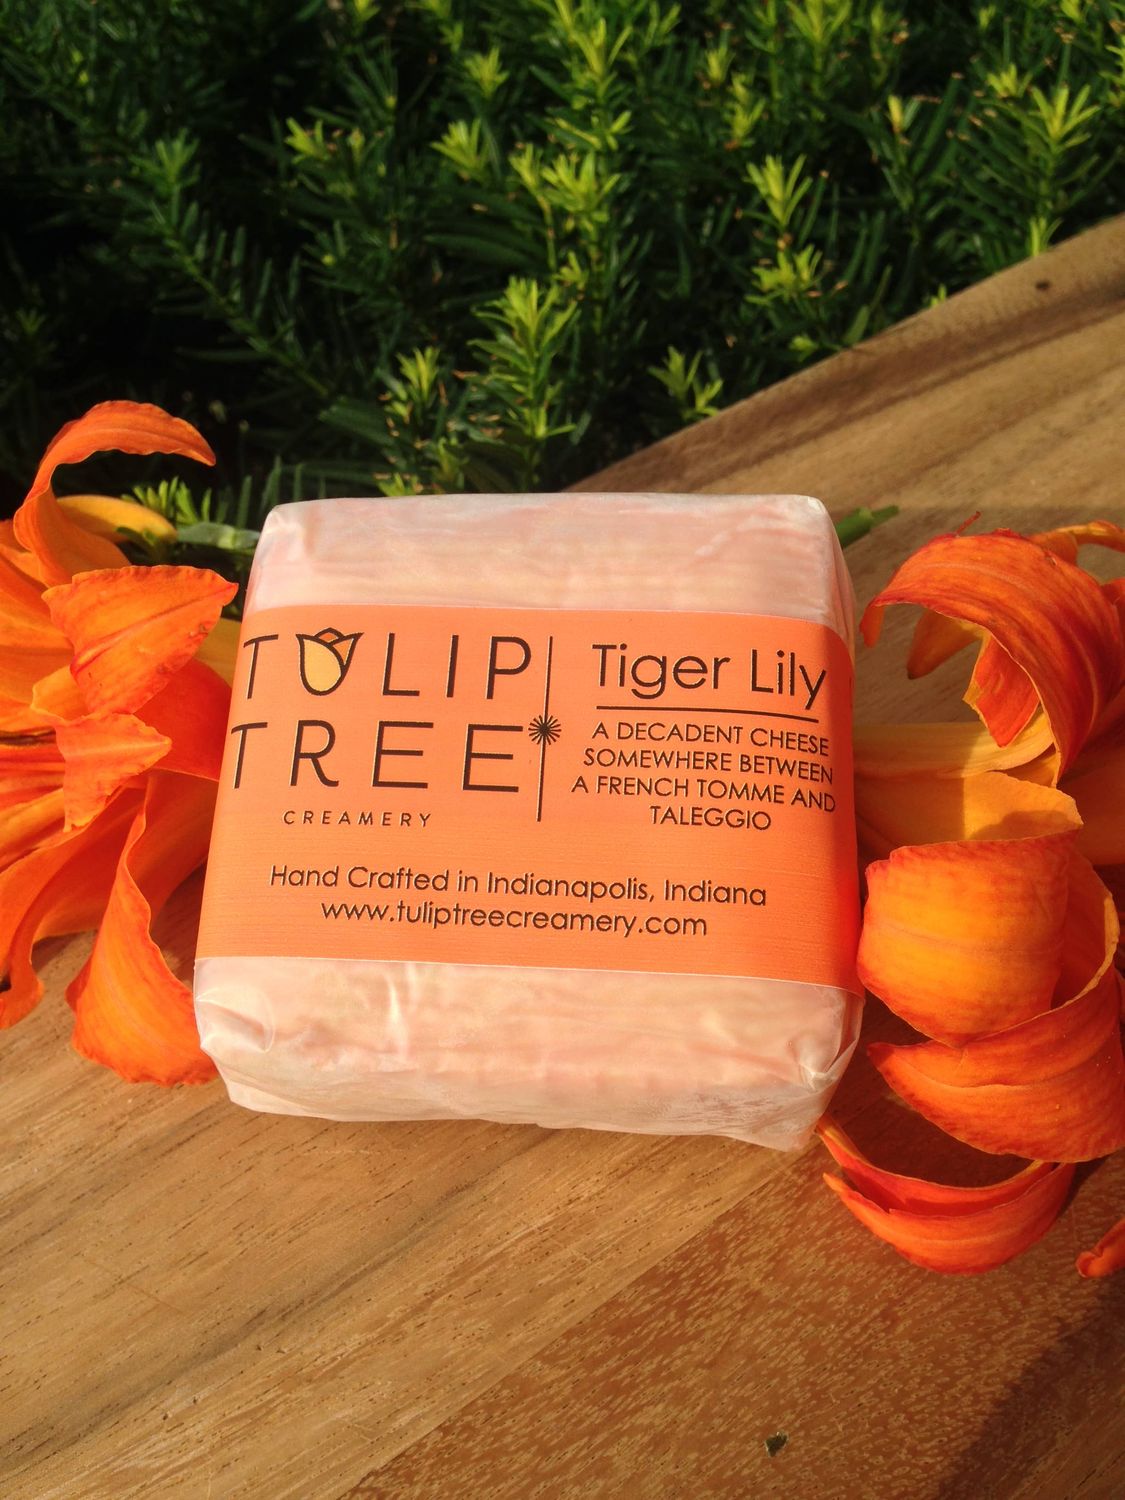 TULIP
TREE
CREAMERY
Tiger Lily
A DECADENT CHEESE
SOMEWHERE BETWEEN
A FRENCH TOMME AND
TALEGGIO
Hand Crafted in Indianapolis, Indiana
www.tuliptreecreamery.com